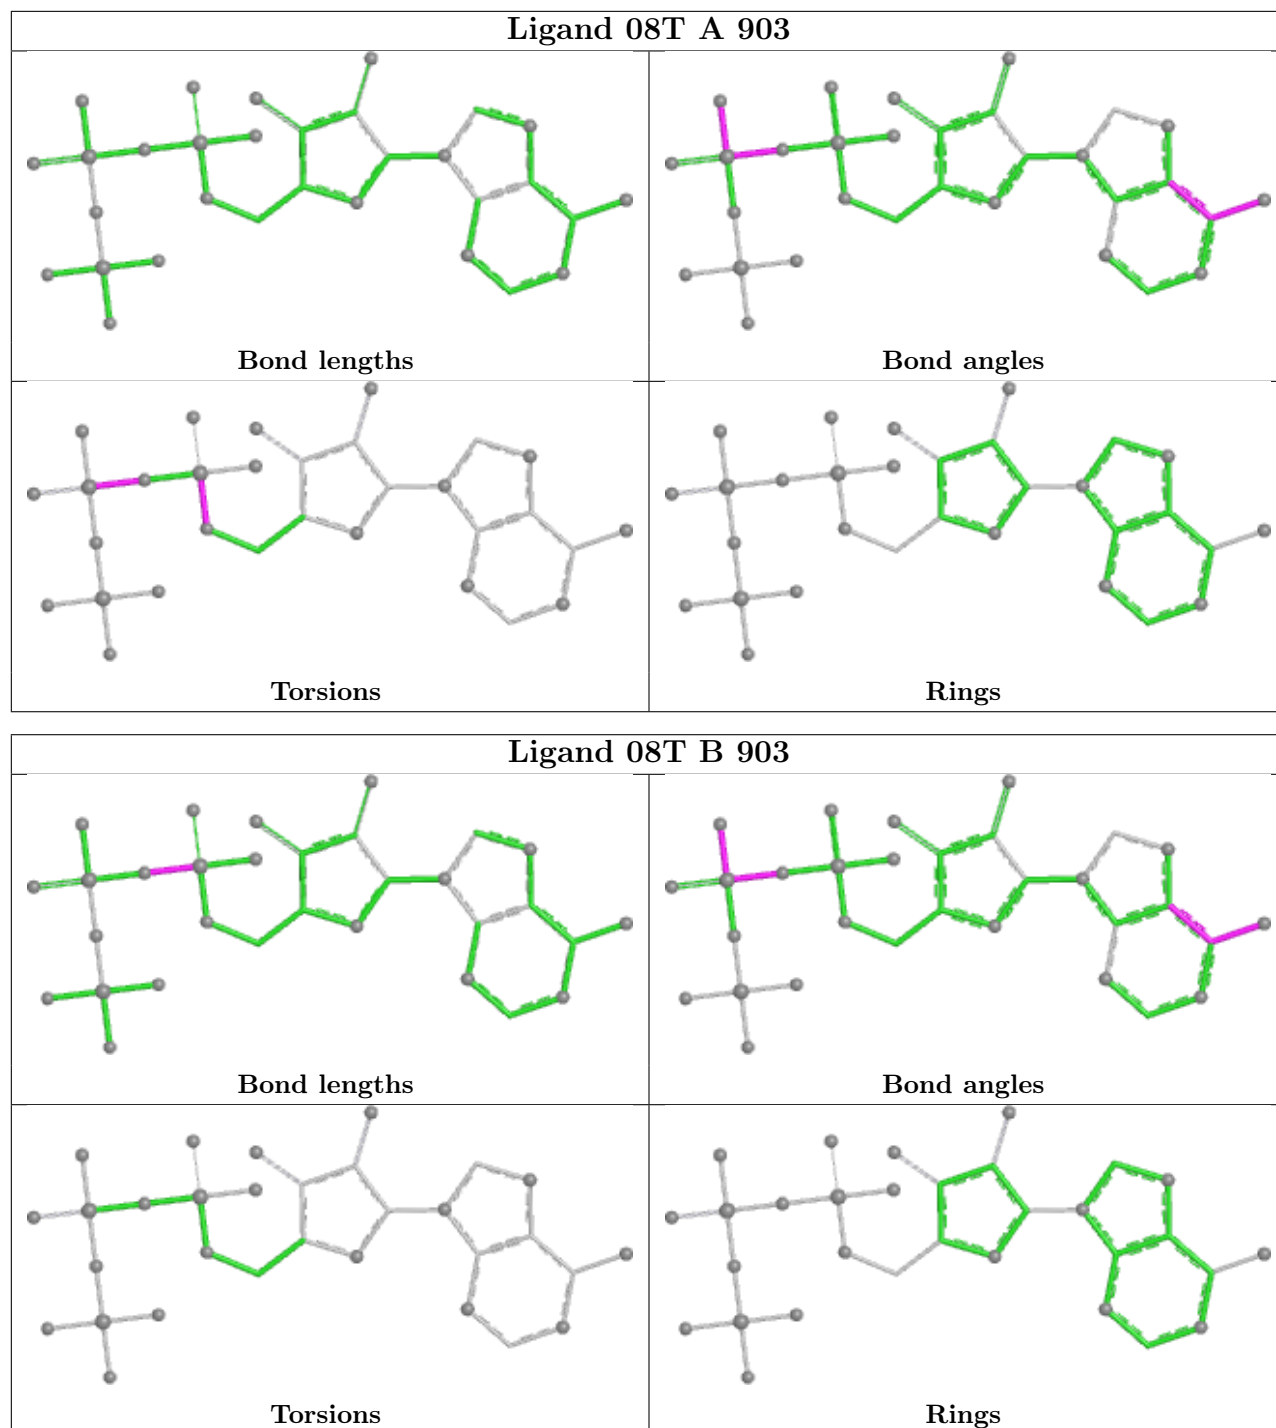 Ligand 08T A 903
Bond lengths
Bond angles
Torsions
Rings
Ligand 08T B 903
Bond lengths
Bond angles
Torsions
Rings